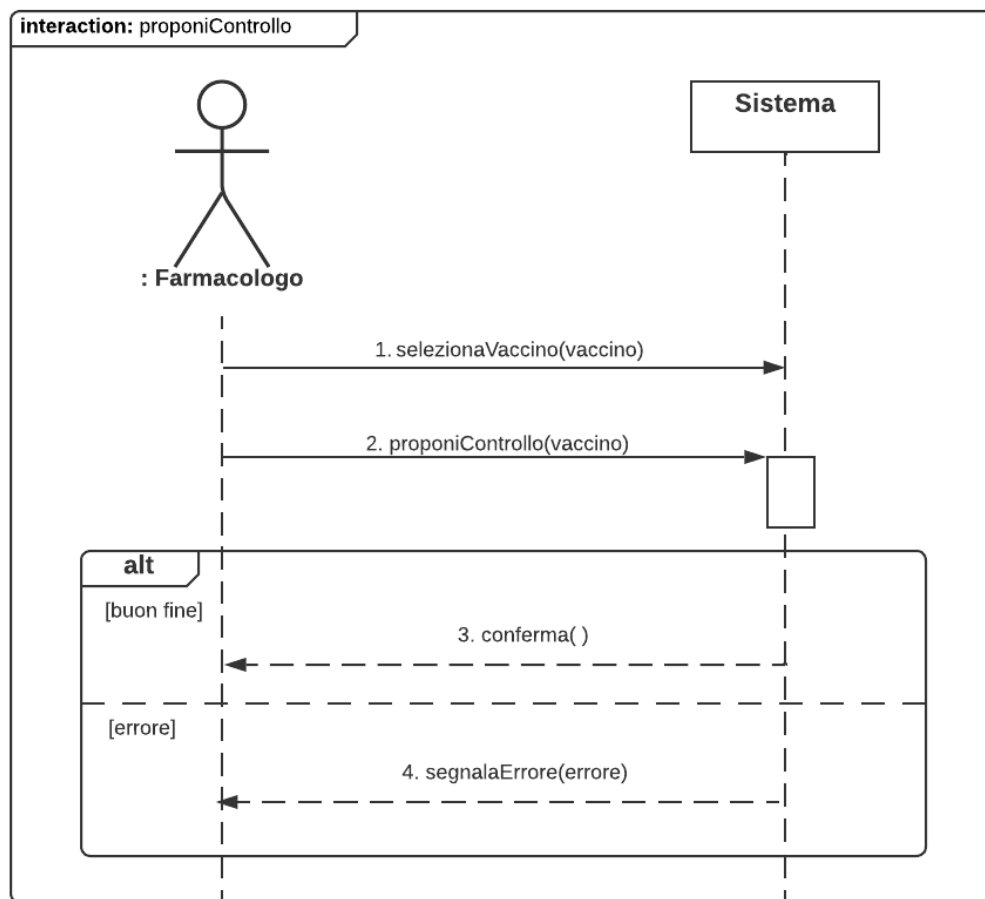 interaction: proponiControllo
Sistema
: Farmacologo
1. selezionaVaccino(vaccino)
2. proponiControllo(vaccino)
alt
[buon fine]
3. conferma( )
[errore]
4. segnalaErrore(errore)